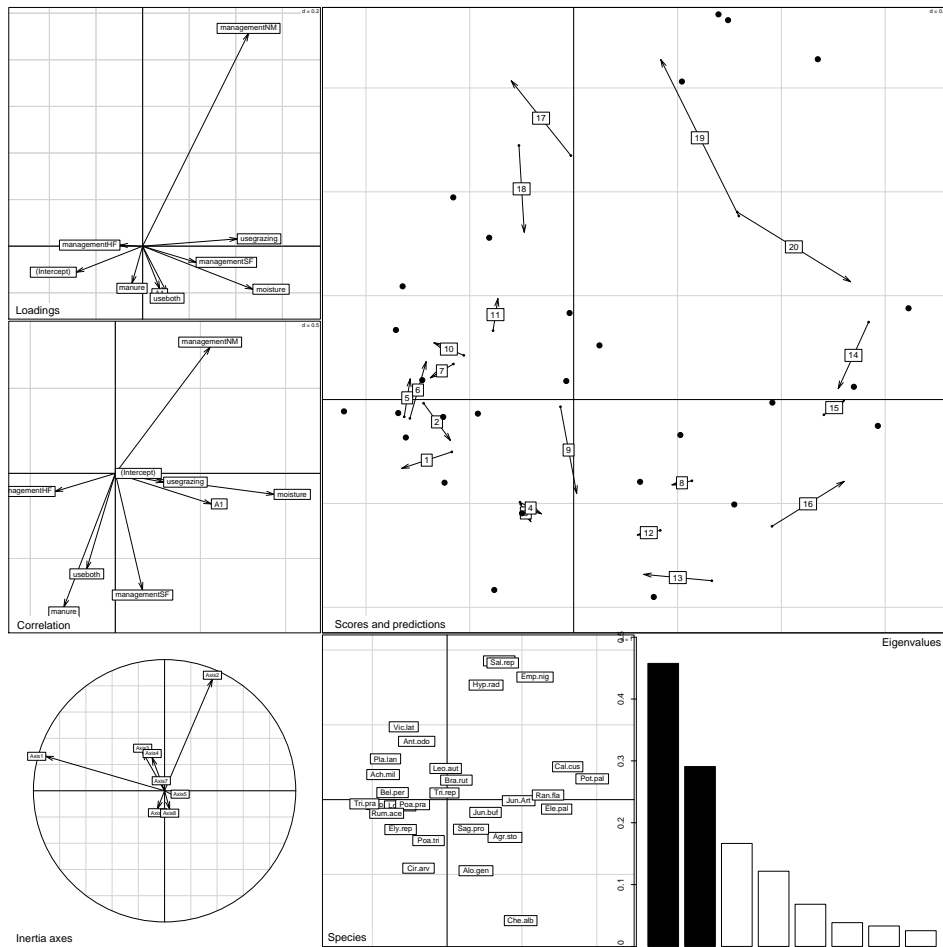 d = 0.2
managementNM
managementHF
usegrazing
managementSF
(Intercept)
manure
useboth
moisture
Loadings
d = 0.5
managementNM
(Intercept)
usegrazing
moisture
A1
useboth
managementSF
manure
Correlation
17
19
18
20
11
14
10
7
6
5
15
2
9
1
8
4
16
12
13
Scores and predictions
Axis2
Axis4
Axis7
Axis5
Inertia axes
Sal.rep
Emp.nig
Hyp.rad
Vic.lat
Ant.odo
Pla.lan
Leo.aut
Cal.cus
Ach.mil
Bra.rut
Pot.pal
Bel.per
Tri.rep
Ran.fla
Tri.pra
Poa.pra
Jun.Art
Rum.ace
Jun.buf
Ele.pal
Ely.rep
Sag.pro
Agr.sto
Poa.tri
Cir.arv
Alo.gen
Che.alb
Species
Eigenvalues
0.4
0.3
0.2
0.1
0